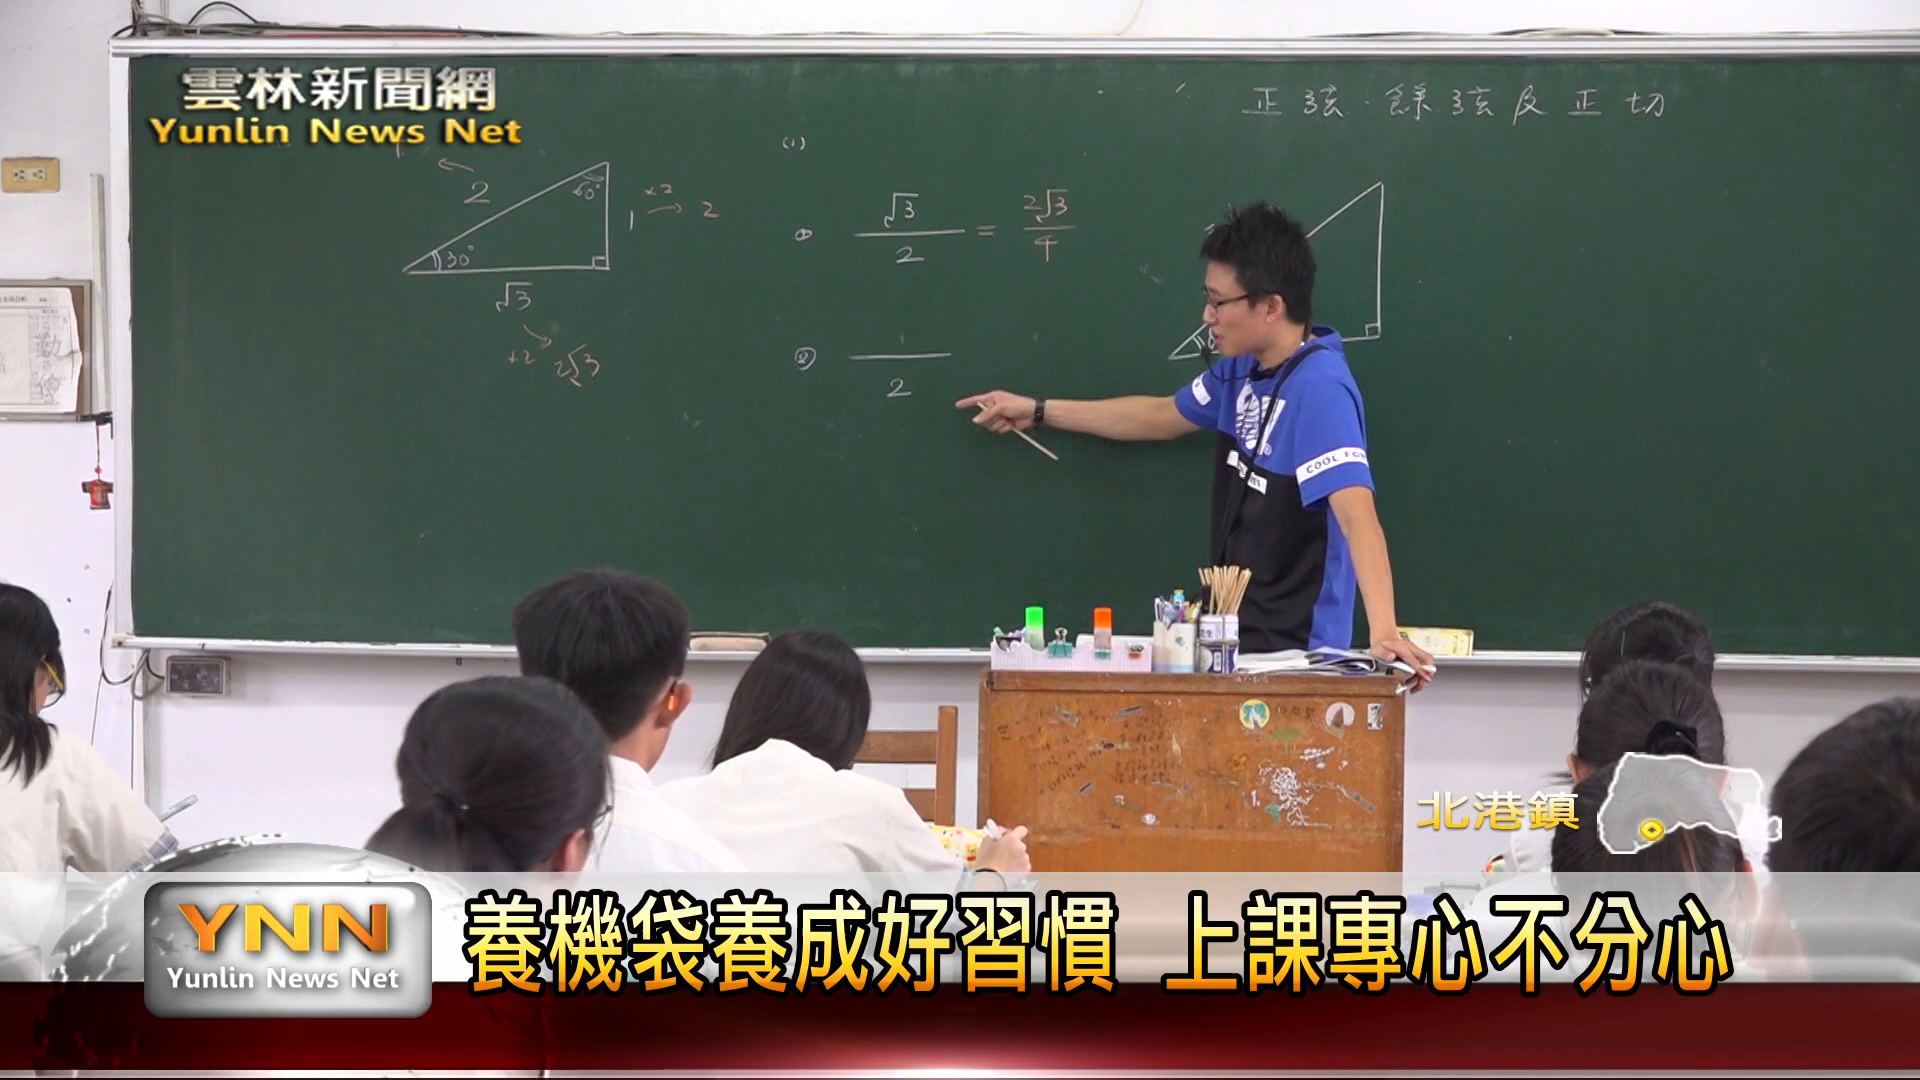 雲林新聞網
Yunlin News Net
正弦．餘弦及正切
(1)
2
60°
1
×2
2
30°
√3
×2
2√3
① √3/2 = 2√3/4
② 1/2
COOL
北港鎮
YNN
Yunlin News Net
養機袋養成好習慣 上課專心不分心